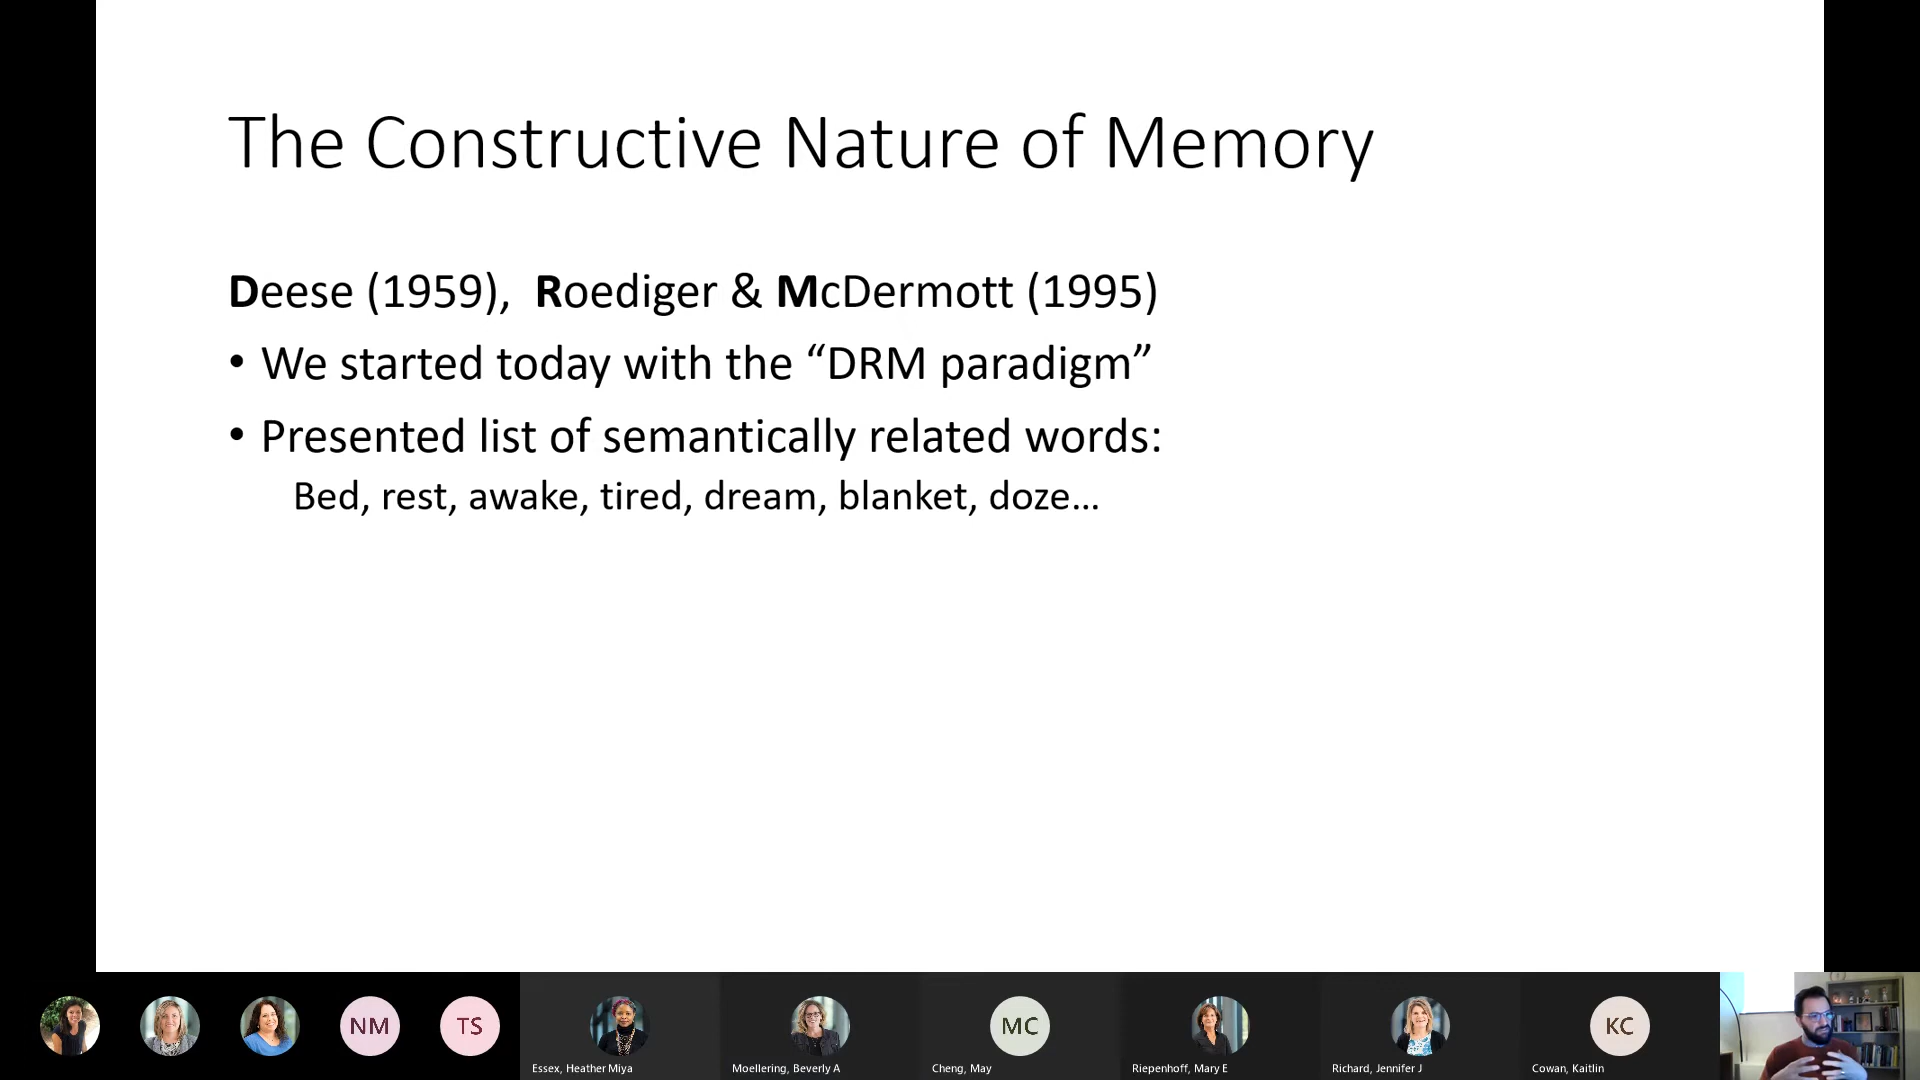 The Constructive Nature of Memory
Deese (1959),  Roediger & McDermott (1995)
• We started today with the “DRM paradigm”
• Presented list of semantically related words:
Bed, rest, awake, tired, dream, blanket, doze…
NM
TS
Essex, Heather Miya
Moellering, Beverly A
MC
Cheng, May
Riepenhoff, Mary E
Richard, Jennifer J
KC
Cowan, Kaitlin